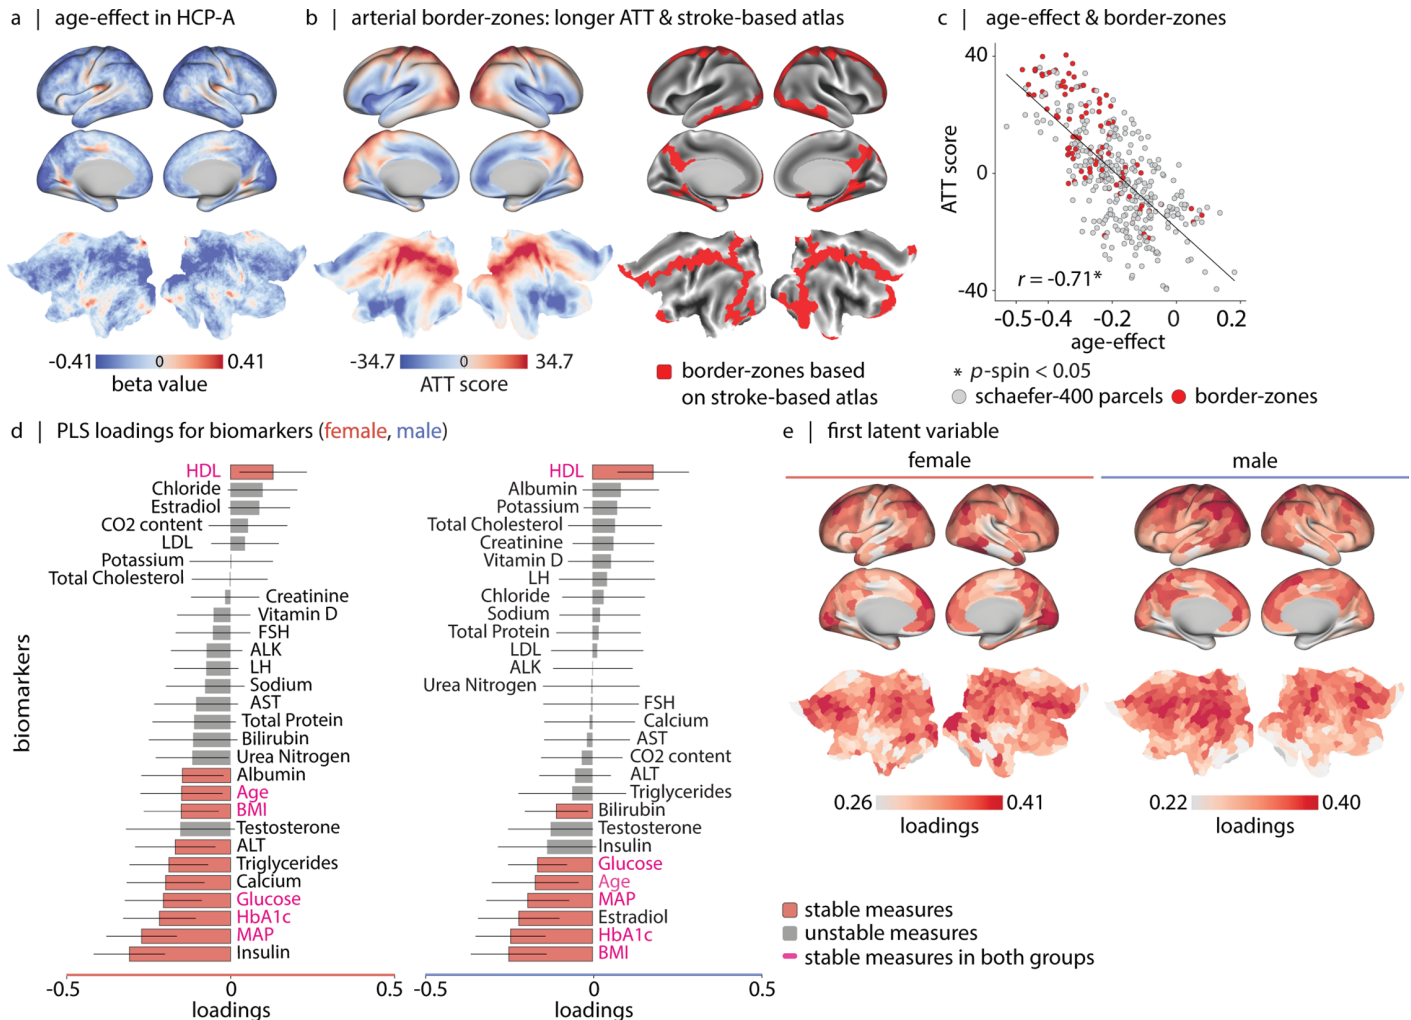 a | age-effect in HCP-A
b | arterial border-zones: longer ATT & stroke-based atlas
c | age-effect & border-zones
-0.41 0 0.41
beta value
-34.7 0 34.7
ATT score
border-zones based
on stroke-based atlas
40
0
-40
ATT score
r = -0.71*
-0.5 -0.4 -0.2 0 0.2
age-effect
* p-spin < 0.05
schaefer-400 parcels
border-zones
d | PLS loadings for biomarkers (female, male)
biomarkers
HDL
Chloride
Estradiol
CO2 content
LDL
Potassium
Total Cholesterol
Creatinine
Vitamin D
FSH
ALK
LH
Sodium
AST
Total Protein
Bilirubin
Urea Nitrogen
Albumin
Age
BMI
Testosterone
ALT
Triglycerides
Calcium
Glucose
HbA1c
MAP
Insulin
-0.5 0 0.5
loadings
HDL
Albumin
Potassium
Total Cholesterol
Creatinine
Vitamin D
LH
Chloride
Sodium
Total Protein
LDL
ALK
Urea Nitrogen
FSH
Calcium
AST
CO2 content
ALT
Triglycerides
Bilirubin
Testosterone
Insulin
Glucose
Age
MAP
Estradiol
HbA1c
BMI
-0.5 0 0.5
loadings
e | first latent variable
female
male
0.26 0.41
loadings
0.22 0.40
loadings
stable measures
unstable measures
stable measures in both groups